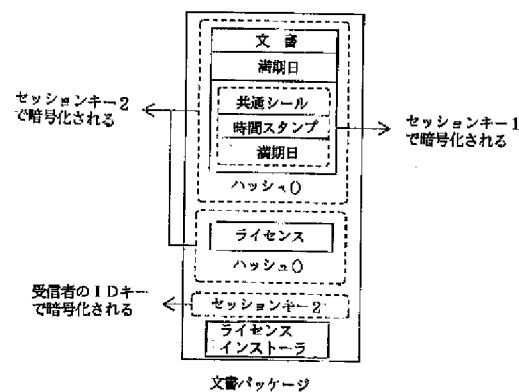 文書
満期日
セッションキー2
で暗号化される
共通シール
時間スタンプ
満期日
セッションキー1
で暗号化される
ハッシュ()
ライセンス
ハッシュ()
受信者のIDキー
で暗号化される
セッションキー2
ライセンス
インストーラ
文書パッケージ